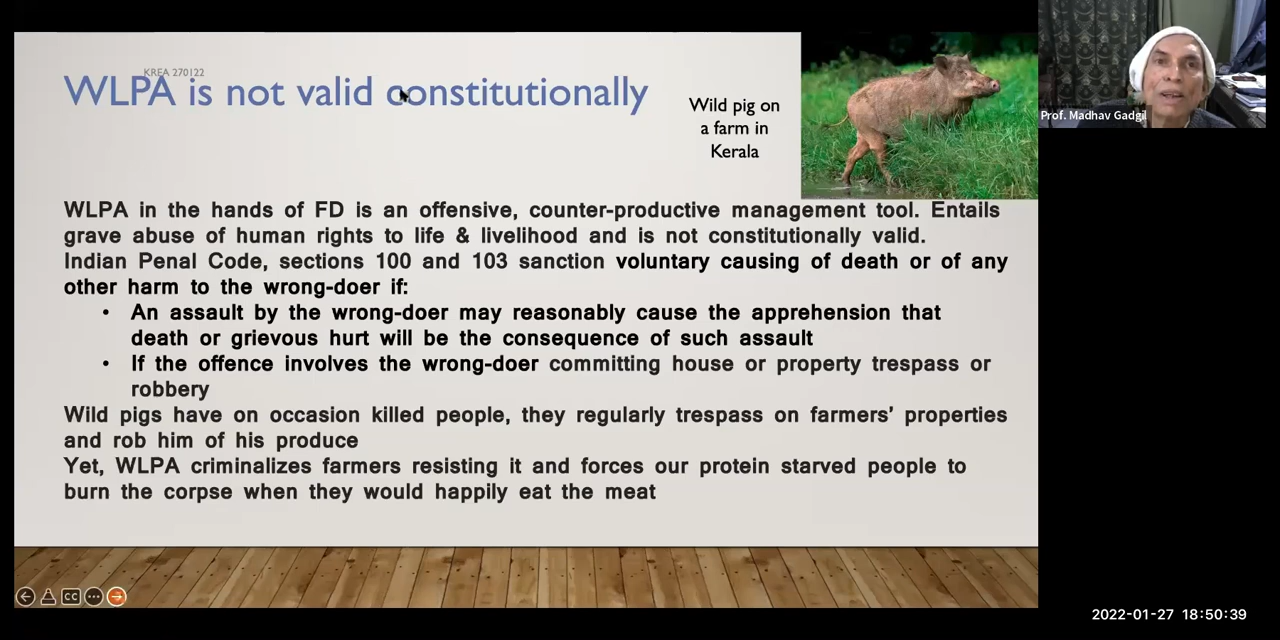 KREA 270122
WLPA is not valid constitutionally
Wild pig on
a farm in
Kerala
Prof. Madhav Gadgil
WLPA in the hands of FD is an offensive, counter-productive management tool. Entails
grave abuse of human rights to life & livelihood and is not constitutionally valid.
Indian Penal Code, sections 100 and 103 sanction voluntary causing of death or of any
other harm to the wrong-doer if:
• An assault by the wrong-doer may reasonably cause the apprehension that
death or grievous hurt will be the consequence of such assault
• If the offence involves the wrong-doer committing house or property trespass or
robbery
Wild pigs have on occasion killed people, they regularly trespass on farmers’ properties
and rob him of his produce
Yet, WLPA criminalizes farmers resisting it and forces our protein starved people to
burn the corpse when they would happily eat the meat
CC
2022-01-27 18:50:39